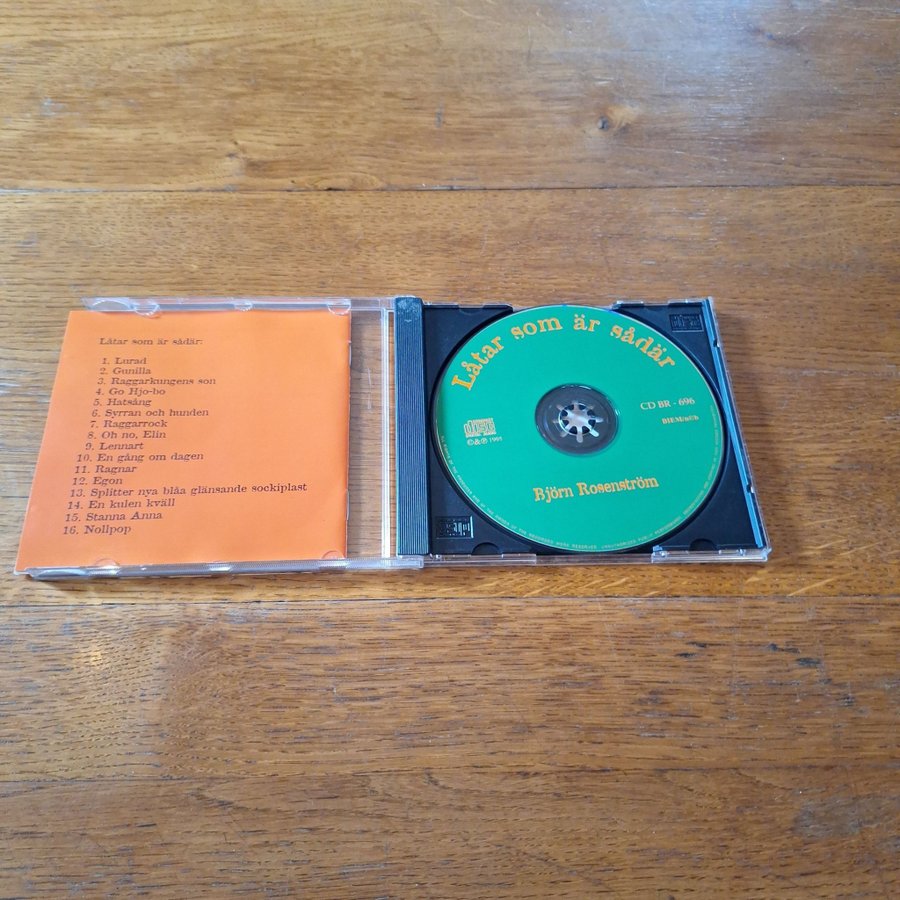 Låtar som är sådär:
1. Lurad
2. Gunilla
3. Raggarkungens son
4. Go Hjo-bo
5. Hatsång
6. Syrran och hunden
7. Raggarrock
8. Oh no, Elin
9. Lennart
10. En gång om dagen
11. Ragnar
12. Egon
13. Splitter nya blåa glänsande sockiplast
14. En kulen kväll
15. Stanna Anna
16. Nollpop
Låtar som är sådär
CD BR - 696
BIEM/n©b
disc
©&℗ 1995
Björn Rosenström